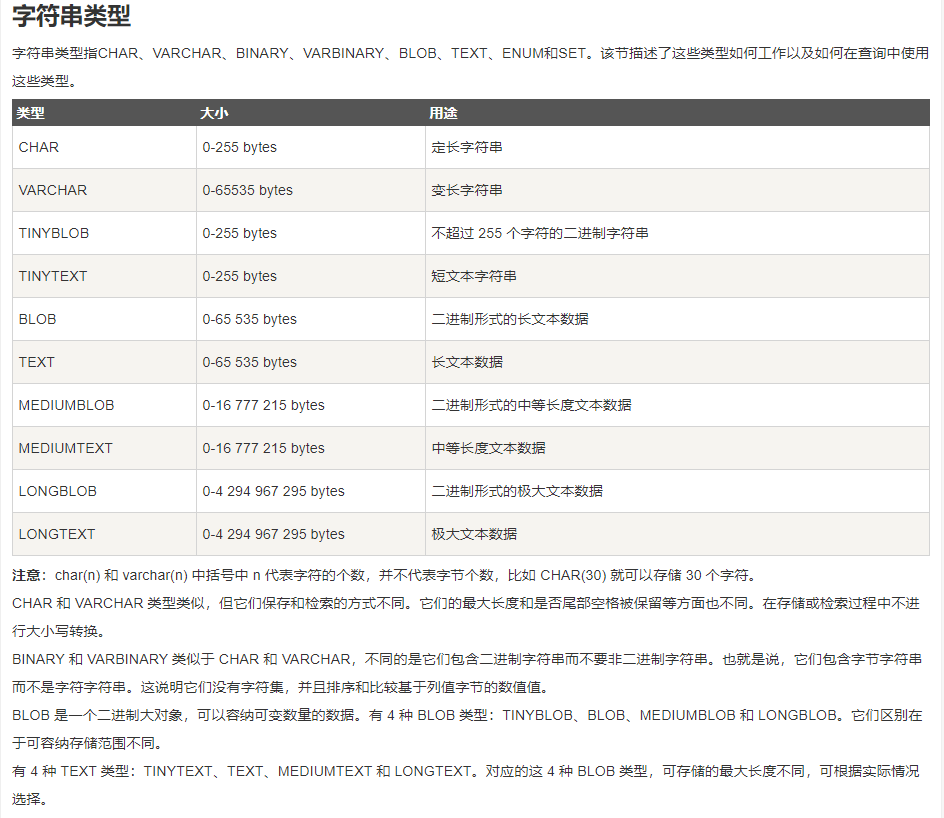 字符串类型
字符串类型指CHAR、VARCHAR、BINARY、VARBINARY、BLOB、TEXT、ENUM和SET。该节描述了这些类型如何工作以及如何在查询中使用
这些类型。
类型 大小 用途
CHAR 0-255 bytes 定长字符串
VARCHAR 0-65535 bytes 变长字符串
TINYBLOB 0-255 bytes 不超过 255 个字符的二进制字符串
TINYTEXT 0-255 bytes 短文本字符串
BLOB 0-65 535 bytes 二进制形式的长文本数据
TEXT 0-65 535 bytes 长文本数据
MEDIUMBLOB 0-16 777 215 bytes 二进制形式的中等长度文本数据
MEDIUMTEXT 0-16 777 215 bytes 中等长度文本数据
LONGBLOB 0-4 294 967 295 bytes 二进制形式的极大文本数据
LONGTEXT 0-4 294 967 295 bytes 极大文本数据
注意：char(n) 和 varchar(n) 中括号中 n 代表字符的个数，并不代表字节个数，比如 CHAR(30) 就可以存储 30 个字符。
CHAR 和 VARCHAR 类型类似，但它们保存和检索的方式不同。它们的最大长度和是否尾部空格被保留等方面也不同。在存储或检索过程中不进
行大小写转换。
BINARY 和 VARBINARY 类似于 CHAR 和 VARCHAR，不同的是它们包含二进制字符串而不要非二进制字符串。也就是说，它们包含字节字符串
而不是字符字符串。这说明它们没有字符集，并且排序和比较基于列值字节的数值值。
BLOB 是一个二进制大对象，可以容纳可变数量的数据。有 4 种 BLOB 类型：TINYBLOB、BLOB、MEDIUMBLOB 和 LONGBLOB。它们区别在
于可容纳存储范围不同。
有 4 种 TEXT 类型：TINYTEXT、TEXT、MEDIUMTEXT 和 LONGTEXT。对应的这 4 种 BLOB 类型，可存储的最大长度不同，可根据实际情况
选择。